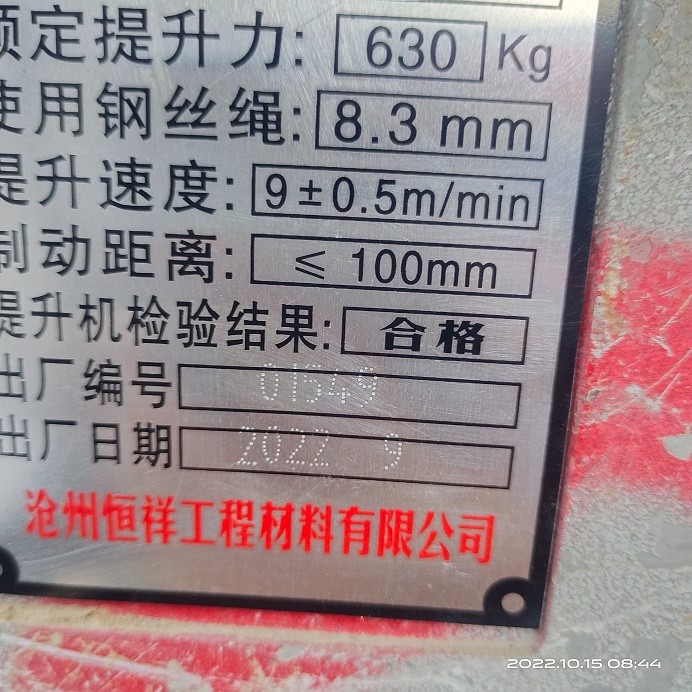 额定提升力: 630 Kg
使用钢丝绳: 8.3 mm
提升速度: 9±0.5m/min
制动距离: ≤ 100mm
提升机检验结果: 合格
出厂编号 01549
出厂日期 2022 9
沧州恒祥工程材料有限公司
2022.10.15 08:44